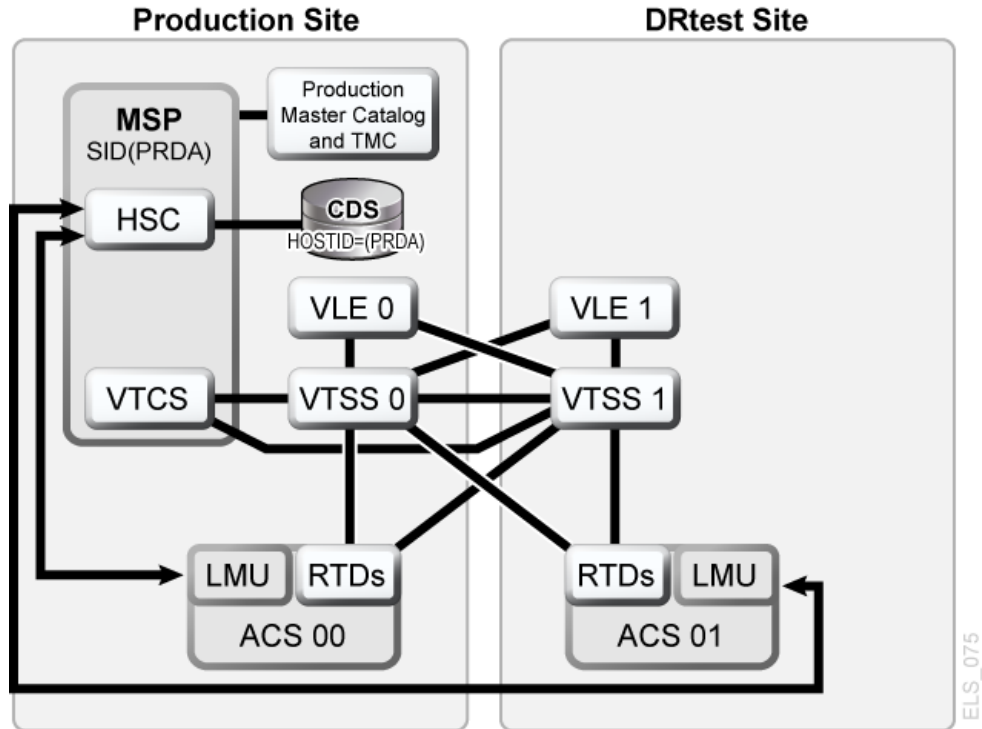 Production Site
DRtest Site
MSP
SID(PRDA)
Production
Master Catalog
and TMC
HSC
CDS
HOSTID=(PRDA)
VLE 0
VLE 1
VTCS
VTSS 0
VTSS 1
LMU
RTDs
ACS 00
RTDs
LMU
ACS 01
ELS_075